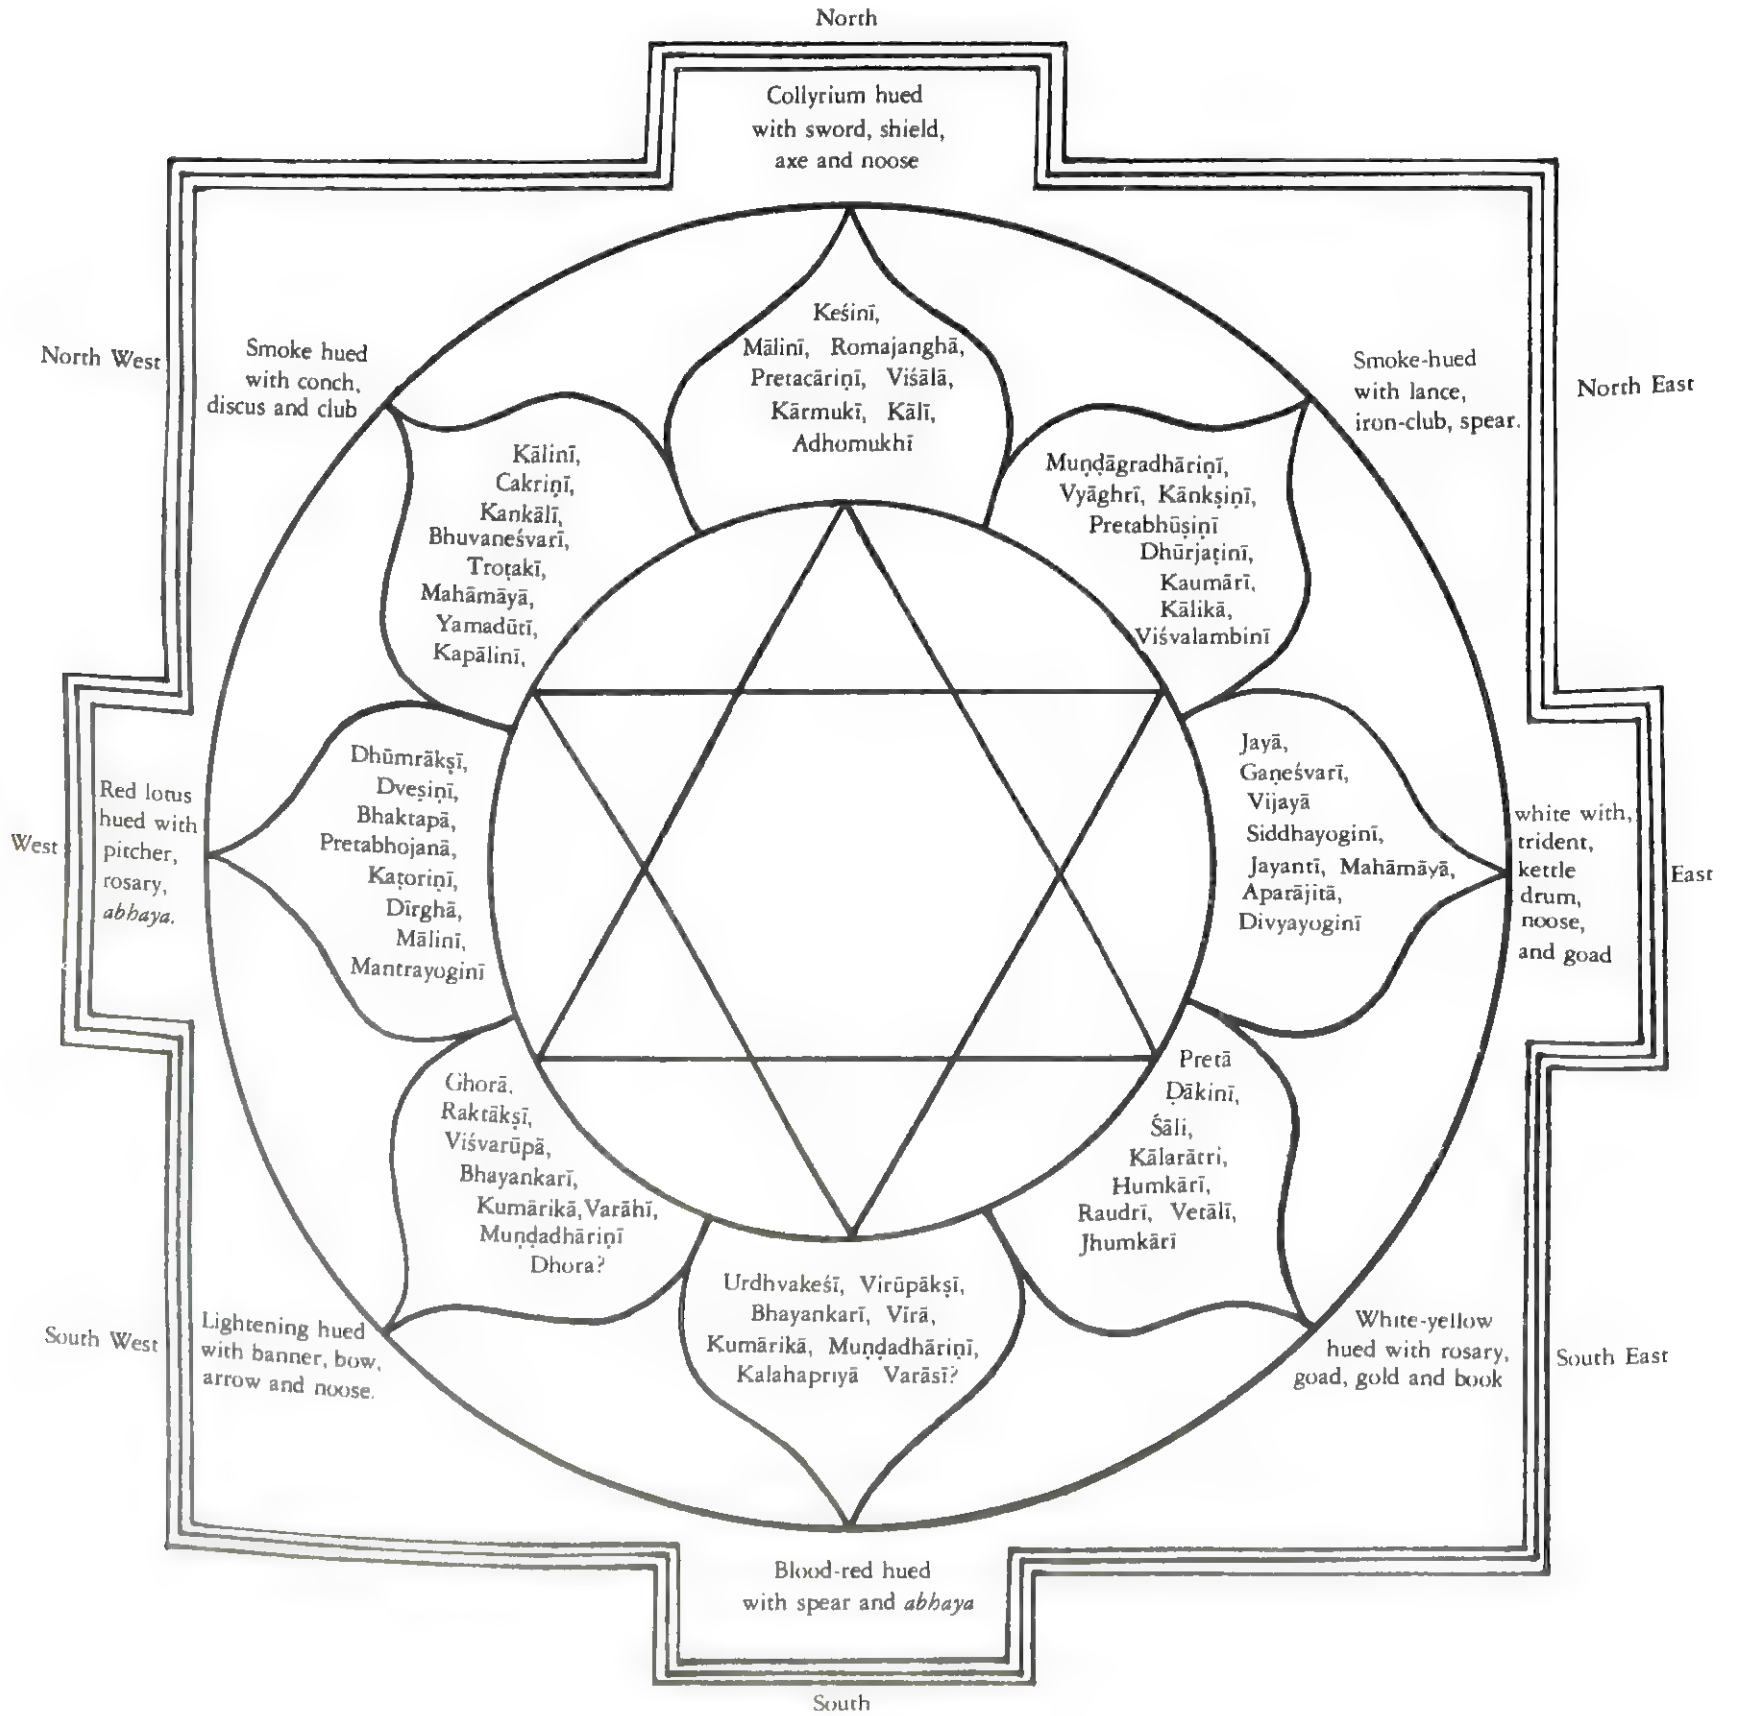 North
Collyrium hued
with sword, shield,
axe and noose
Keśinī,
Mālinī, Romajanghā,
Pretacāriṇī, Viśālā,
Kārmukī, Kālī,
Adhomukhī
North West
Smoke hued
with conch,
discus and club
Kālinī,
Cakriṇī,
Kankālī,
Bhuvaneśvarī,
Troṭakī,
Mahāmāyā,
Yamadūtī,
Kapālinī,
Smoke-hued
with lance,
iron-club, spear.
North East
Muṇḍāgradhāriṇī,
Vyāghrī, Kānkṣiṇī,
Pretabhūṣiṇī
Dhūrjaṭinī,
Kaumārī,
Kālikā,
Viśvalambinī
West
Red lotus
hued with
pitcher,
rosary,
abhaya.
Dhūmrākṣī,
Dveṣiṇī,
Bhaktapā,
Pretabhojanā,
Kaṭoriṇī,
Dīrghā,
Mālinī,
Mantrayoginī
Jayā,
Gaṇeśvarī,
Vijayā
Siddhayoginī,
Jayantī, Mahāmāyā,
Aparājitā,
Divyayoginī
white with,
trident,
kettle
drum,
noose,
and goad
East
Ghorā,
Raktākṣī,
Viśvarūpā,
Bhayankarī,
Kumārikā,Varāhī,
Muṇḍadhāriṇī
Dhora?
Pretā
Ḍākinī,
Śāli,
Kālarātri,
Humkārī,
Raudrī, Vetālī,
Jhumkārī
Urdhvakeśī, Virūpākṣī,
Bhayankarī, Vīrā,
Kumārikā, Muṇḍadhāriṇī,
Kalahapriyā Varāsī?
South West
Lightening hued
with banner, bow,
arrow and noose.
White-yellow
hued with rosary,
goad, gold and book
South East
Blood-red hued
with spear and abhaya
South